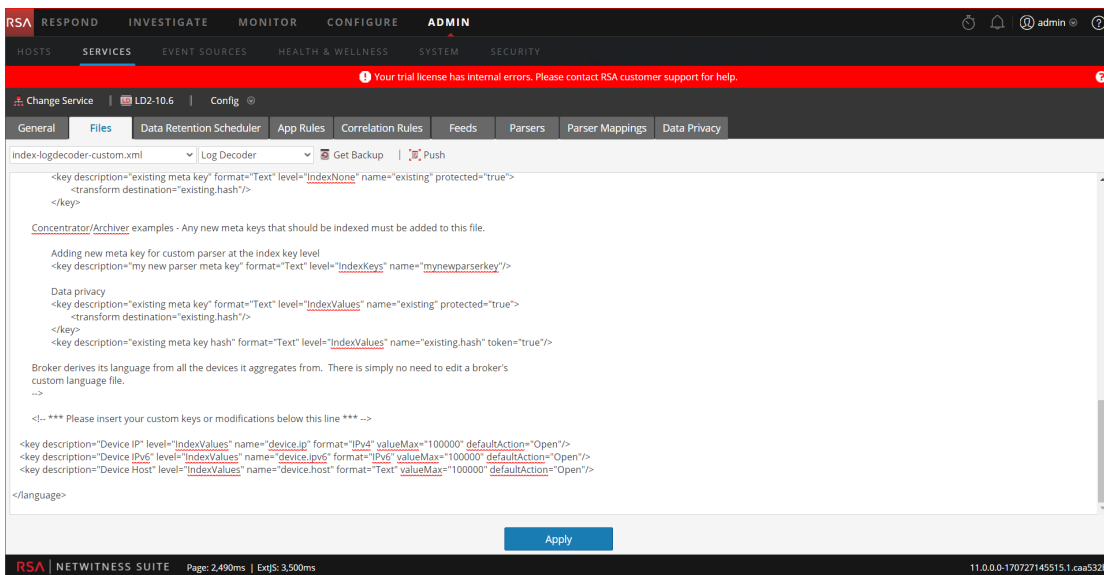 RSA RESPOND INVESTIGATE MONITOR CONFIGURE ADMIN admin
HOSTS SERVICES EVENT SOURCES HEALTH & WELLNESS SYSTEM SECURITY
Your trial license has internal errors. Please contact RSA customer support for help.
Change Service | LD2-10.6 | Config
General Files Data Retention Scheduler App Rules Correlation Rules Feeds Parsers Parser Mappings Data Privacy
index-logdecoder-custom.xml Log Decoder Get Backup | Push
<key description="existing meta key" format="Text" level="IndexNone" name="existing" protected="true">
<transform destination="existing.hash"/>
</key>
Concentrator/Archiver examples - Any new meta keys that should be indexed must be added to this file.
Adding new meta key for custom parser at the index key level
<key description="my new parser meta key" format="Text" level="IndexKeys" name="mynewparserkey"/>
Data privacy
<key description="existing meta key" format="Text" level="IndexValues" name="existing" protected="true">
<transform destination="existing.hash"/>
</key>
<key description="existing meta key hash" format="Text" level="IndexValues" name="existing.hash" token="true"/>
Broker derives its language from all the devices it aggregates from. There is simply no need to edit a broker's
custom language file.
-->
<!-- *** Please insert your custom keys or modifications below this line *** -->
<key description="Device IP" level="IndexValues" name="device.ip" format="IPv4" valueMax="100000" defaultAction="Open"/>
<key description="Device IPv6" level="IndexValues" name="device.ipv6" format="IPv6" valueMax="100000" defaultAction="Open"/>
<key description="Device Host" level="IndexValues" name="device.host" format="Text" valueMax="100000" defaultAction="Open"/>
</language>
Apply
RSA | NETWITNESS SUITE Page: 2,490ms | ExtJS: 3,500ms 11.0.0.0-170727145515.1.caa532